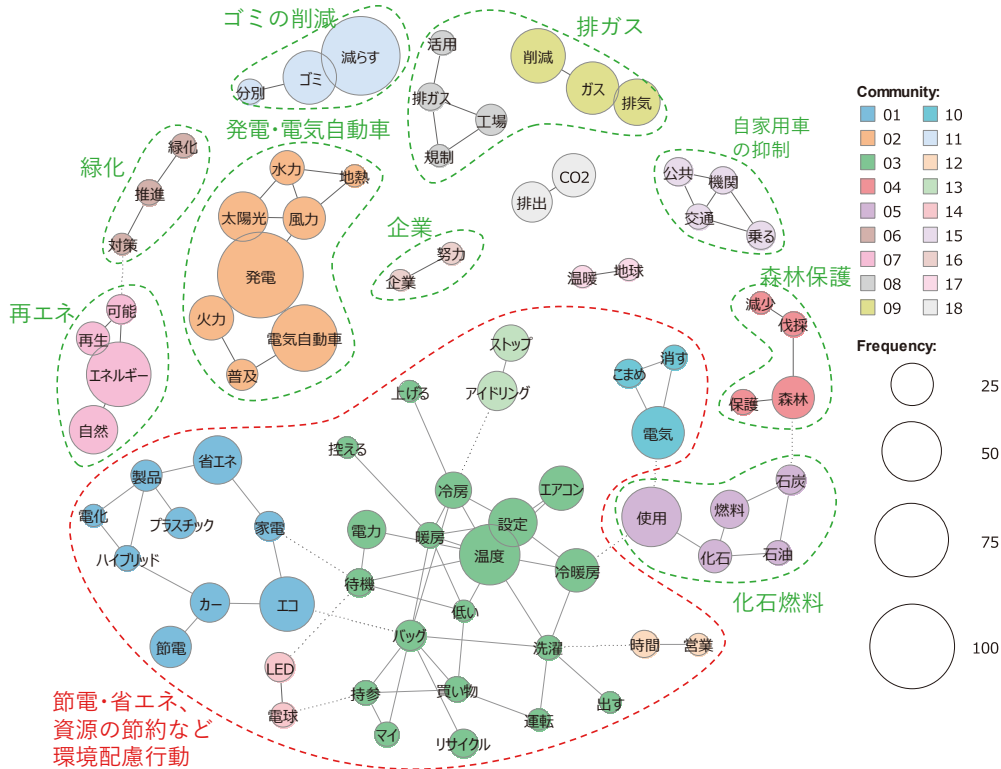 ゴミの削減
減らす
ゴミ
分別
排ガス
活用
排ガス
工場
規制
削減
ガス
排気
Community:
01
02
03
04
05
06
07
08
09
10
11
12
13
14
15
16
17
18
発電・電気自動車
水力
地熱
太陽光
風力
発電
火力
電気自動車
普及
緑化
緑化
推進
対策
CO2
排出
自家用車
の抑制
公共
機関
交通
乗る
企業
努力
企業
温暖
地球
森林保護
減少
伐採
保護
森林
再エネ
可能
再生
エネルギー
自然
Frequency:
25
50
75
100
ストップ
アイドリング
上げる
控える
こまめ
消す
電気
冷房
エアコン
設定
暖房
温度
冷暖房
電力
待機
低い
省エネ
製品
電化
プラスチック
ハイブリッド
家電
カー
エコ
節電
使用
石炭
燃料
化石
石油
化石燃料
バッグ
洗濯
時間
営業
LED
電球
持参
買い物
マイ
リサイクル
運転
出す
節電・省エネ、
資源の節約など
環境配慮行動